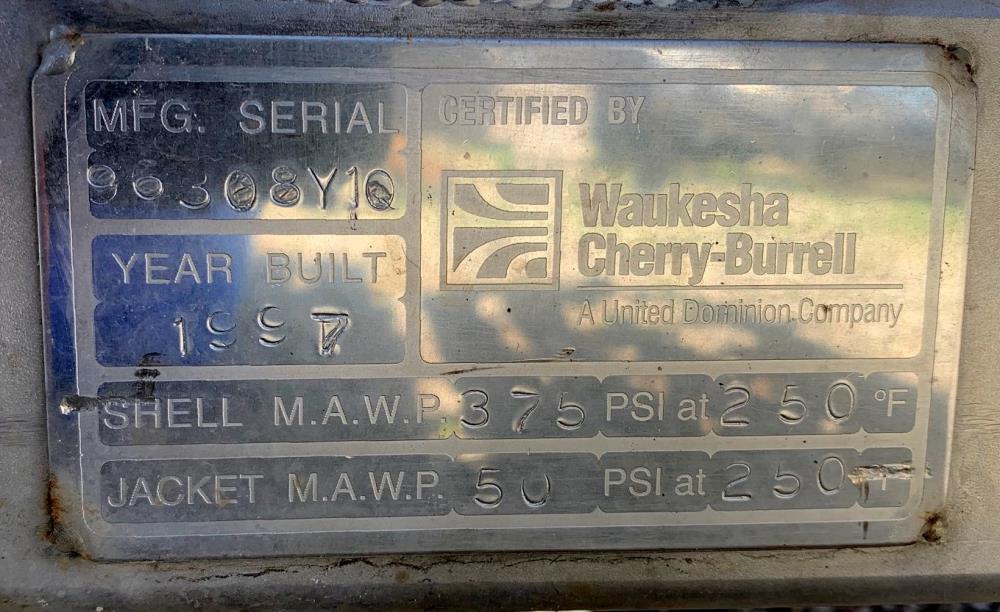 MFG. SERIAL
96308Y10
YEAR BUILT
1997
CERTIFIED BY
Waukesha
Cherry-Burrell
A United Dominion Company
SHELL M.A.W.P. 375 PSI at 250 °F
JACKET M.A.W.P. 50 PSI at 250 °F